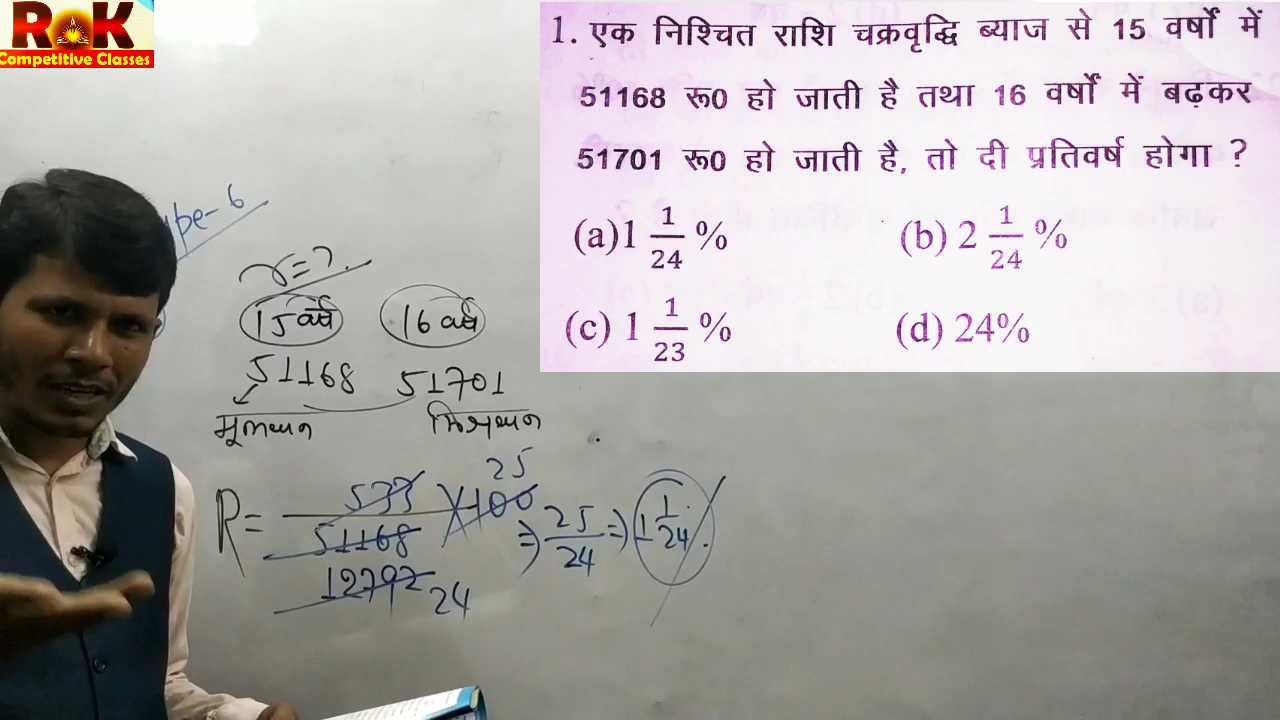 ROK
Competitive Classes
1. एक निश्चित राशि चक्रवृद्धि ब्याज से 15 वर्षों में
51168 रू0 हो जाती है तथा 16 वर्षों में बढ़कर
51701 रू0 हो जाती है, तो दी प्रतिवर्ष होगा ?
(a)1 1/24 %
(b) 2 1/24 %
(c) 1 1/23 %
(d) 24%
ype-6
r=?.
15 वर्ष 16 वर्ष
51168 51701
मूलधन मिश्रधन
R= 533/51168 × 100 25
12792 24
⇒ 25/24 ⇒ 1 1/24.